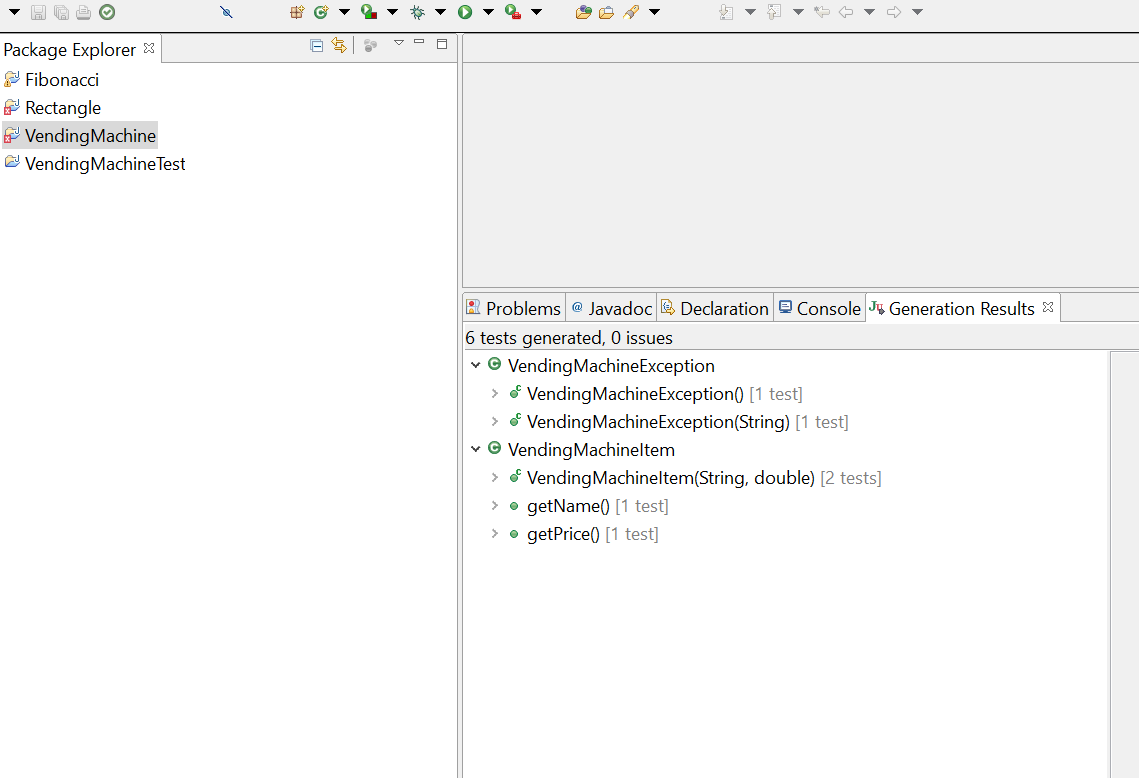 Package Explorer
Fibonacci
Rectangle
VendingMachine
VendingMachineTest
Problems @ Javadoc Declaration Console Ju Generation Results
6 tests generated, 0 issues
VendingMachineException
VendingMachineException() [1 test]
VendingMachineException(String) [1 test]
VendingMachineItem
VendingMachineItem(String, double) [2 tests]
getName() [1 test]
getPrice() [1 test]